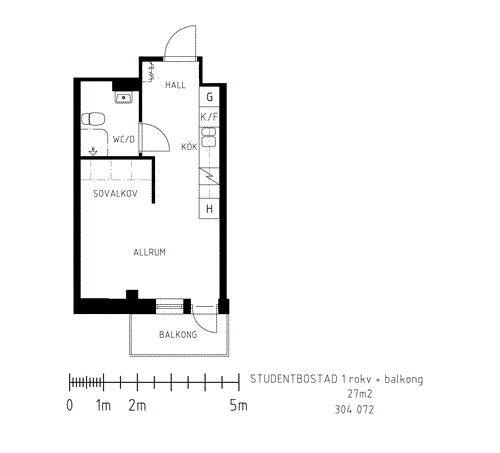 HALL
G
K/F
WC/D
KÖK
SOVALKOV
H
ALLRUM
BALKONG
STUDENTBOSTAD 1 rokv + balkong
27m2
0 1m 2m 5m
304 072